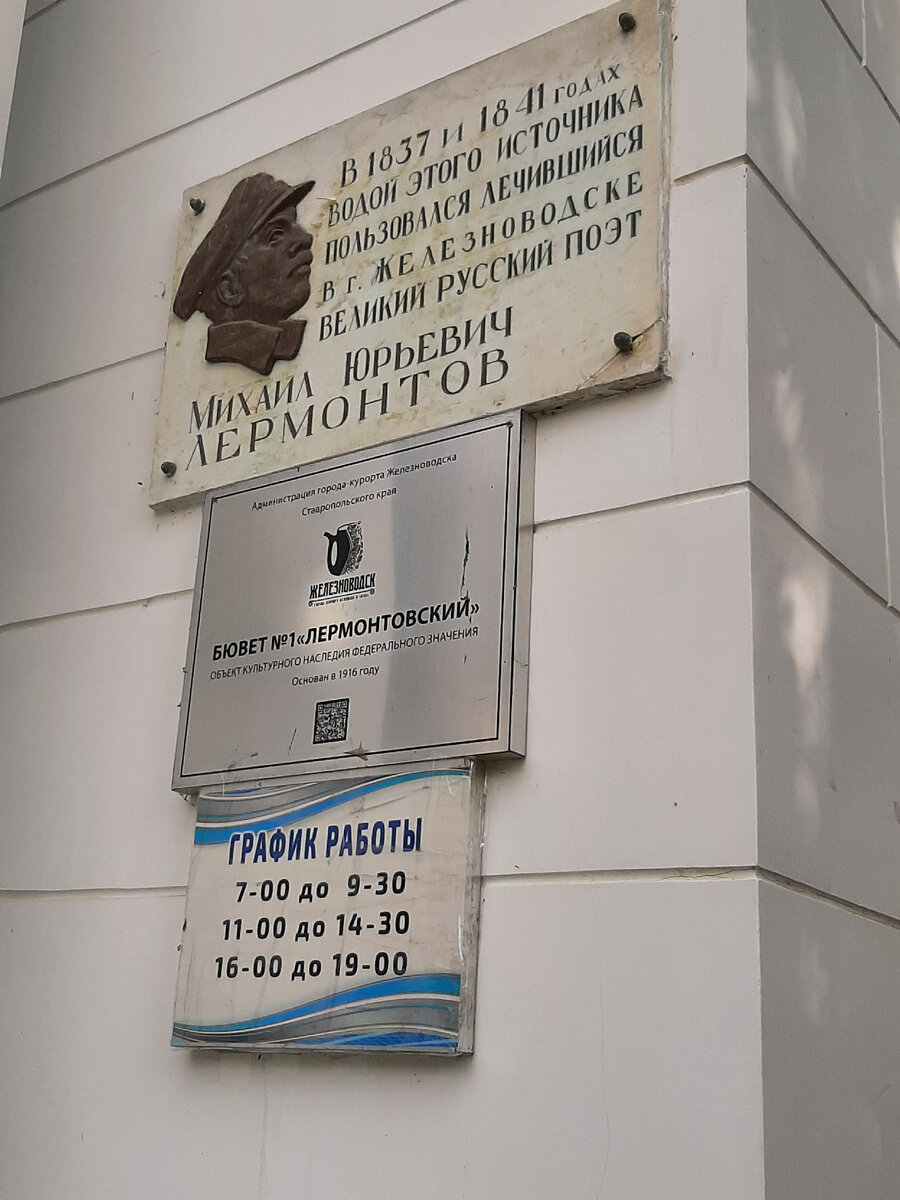 В 1837 И 1841 ГОДАХ
ВОДОЙ ЭТОГО ИСТОЧНИКА
ПОЛЬЗОВАЛСЯ ЛЕЧИВШИЙСЯ
В Г. ЖЕЛЕЗНОВОДСКЕ
ВЕЛИКИЙ РУССКИЙ ПОЭТ
МИХАИЛ ЮРЬЕВИЧ
ЛЕРМОНТОВ
Администрация города-курорта Железноводска
Ставропольского края
ЖЕЛЕЗНОВОДСК
БЮВЕТ №1«ЛЕРМОНТОВСКИЙ»
ОБЪЕКТ КУЛЬТУРНОГО НАСЛЕДИЯ ФЕДЕРАЛЬНОГО ЗНАЧЕНИЯ
Основан в 1916 году
ГРАФИК РАБОТЫ
7-00 до 9-30
11-00 до 14-30
16-00 до 19-00